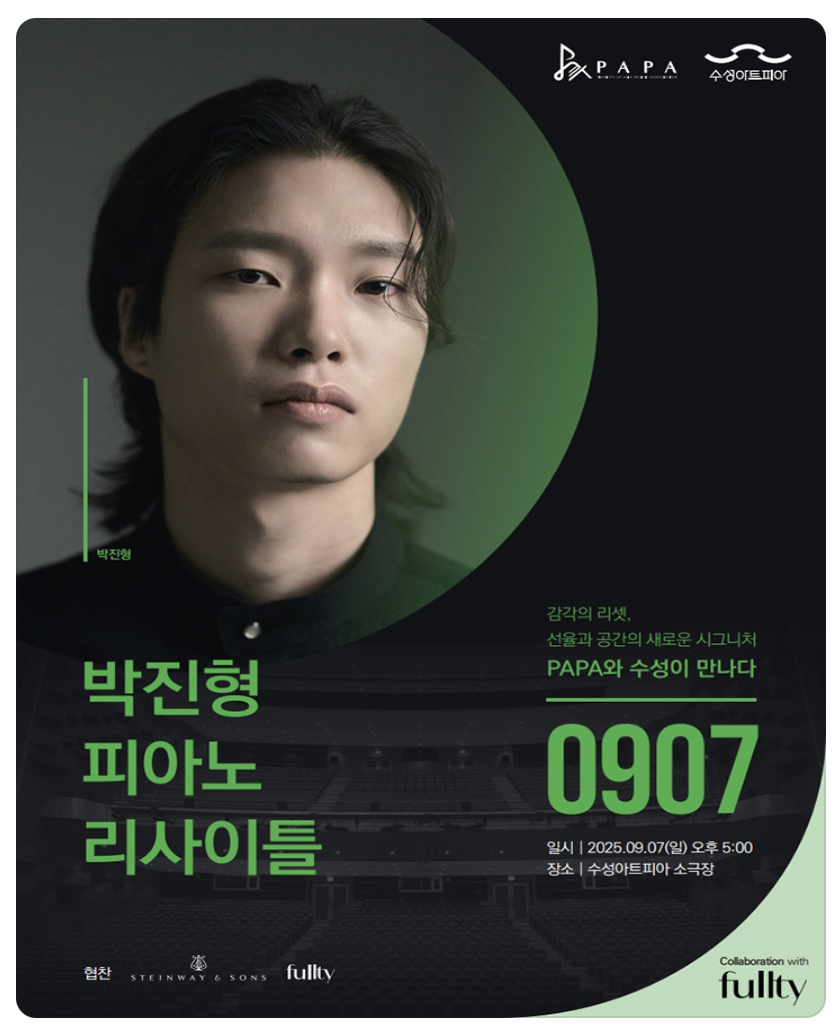 PAPA
수성아트피아
박진형
박진형
피아노
리사이틀
감각의 리셋,
선율과 공간의 새로운 시그니처
PAPA와 수성이 만나다
0907
일시 | 2025.09.07(일) 오후 5:00
장소 | 수성아트피아 소극장
협찬 STEINWAY & SONS fullty
Collaboration with
fullty